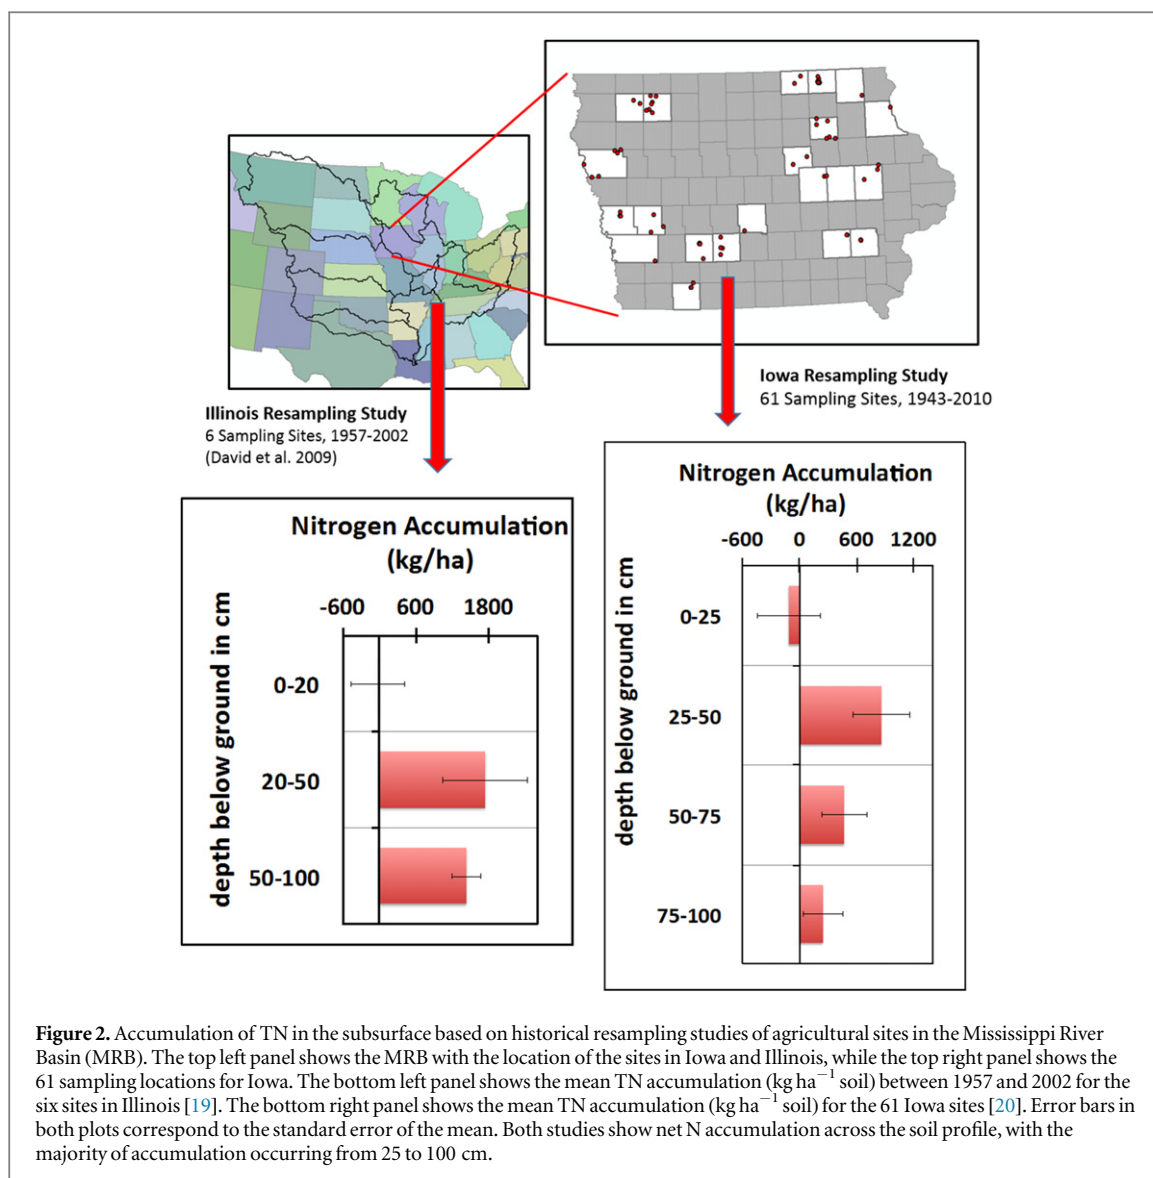 Iowa Resampling Study
61 Sampling Sites, 1943-2010
Illinois Resampling Study
6 Sampling Sites, 1957-2002
(David et al. 2009)
Nitrogen Accumulation
(kg/ha)
-600 600 1800
depth below ground in cm
0-20
20-50
50-100
Nitrogen Accumulation
(kg/ha)
-600 0 600 1200
depth below ground in cm
0-25
25-50
50-75
75-100
Figure 2. Accumulation of TN in the subsurface based on historical resampling studies of agricultural sites in the Mississippi River
Basin (MRB). The top left panel shows the MRB with the location of the sites in Iowa and Illinois, while the top right panel shows the
61 sampling locations for Iowa. The bottom left panel shows the mean TN accumulation (kg ha⁻¹ soil) between 1957 and 2002 for the
six sites in Illinois [19]. The bottom right panel shows the mean TN accumulation (kg ha⁻¹ soil) for the 61 Iowa sites [20]. Error bars in
both plots correspond to the standard error of the mean. Both studies show net N accumulation across the soil profile, with the
majority of accumulation occurring from 25 to 100 cm.